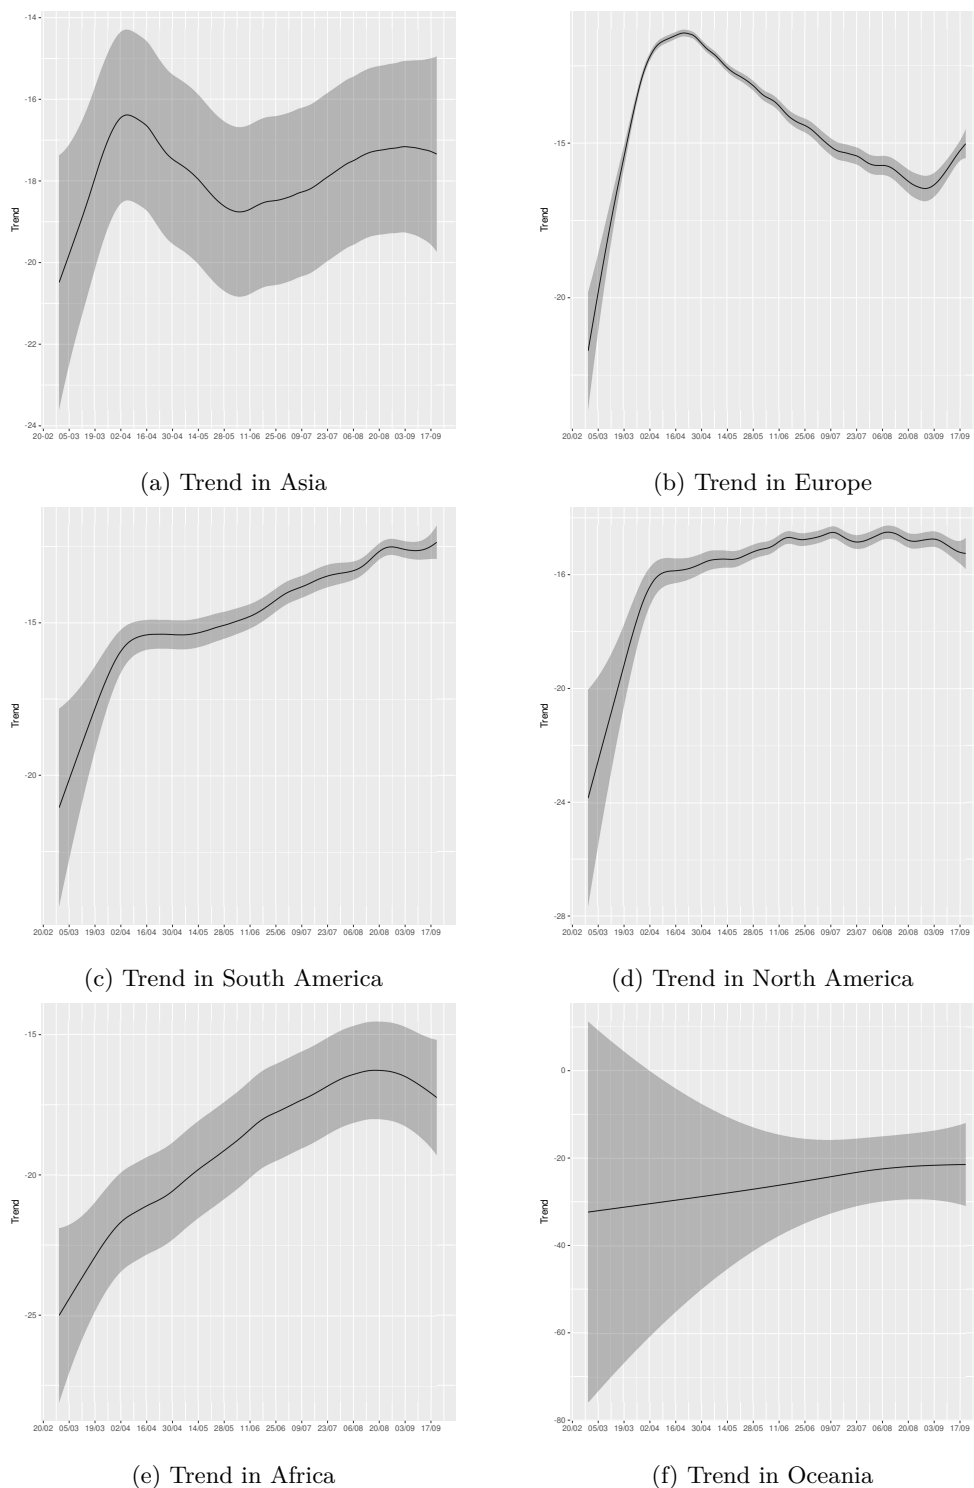 -14
-16
-18
-20
-22
-24
Trend
20-02 05-03 19-03 02-04 16-04 30-04 14-05 28-05 11-06 25-06 09-07 23-07 06-08 20-08 03-09 17-09
(a) Trend in Asia
-15
-20
Trend
20/02 05/03 19/03 02/04 16/04 30/04 14/05 28/05 11/06 25/06 09/07 23/07 06/08 20/08 03/09 17/09
(b) Trend in Europe
-15
-20
Trend
20/02 05/03 19/03 02/04 16/04 30/04 14/05 28/05 11/06 25/06 09/07 23/07 06/08 20/08 03/09 17/09
(c) Trend in South America
-16
-20
-24
-28
Trend
20/02 05/03 19/03 02/04 16/04 30/04 14/05 28/05 11/06 25/06 09/07 23/07 06/08 20/08 03/09 17/09
(d) Trend in North America
-15
-20
-25
Trend
20/02 05/03 19/03 02/04 16/04 30/04 14/05 28/05 11/06 25/06 09/07 23/07 06/08 20/08 03/09 17/09
(e) Trend in Africa
0
-20
-40
-60
-80
Trend
20/02 05/03 19/03 02/04 16/04 30/04 14/05 28/05 11/06 25/06 09/07 23/07 06/08 20/08 03/09 17/09
(f) Trend in Oceania